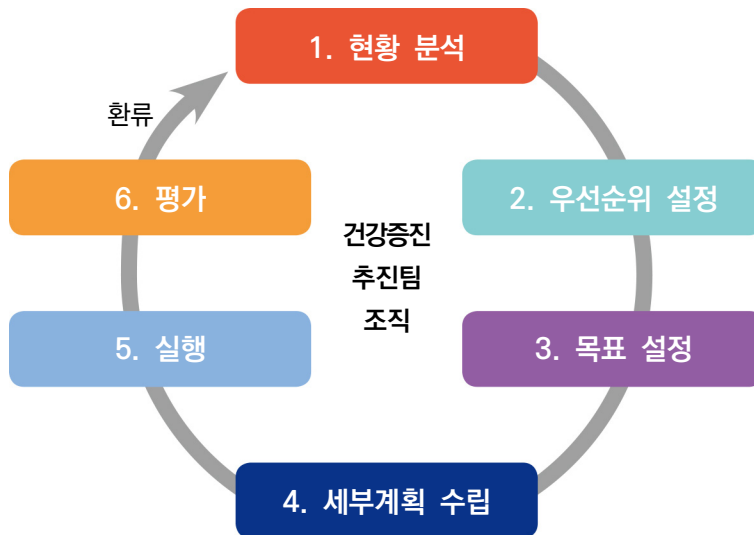 1. 현황 분석
환류
6. 평가
2. 우선순위 설정
건강증진
추진팀
조직
5. 실행
3. 목표 설정
4. 세부계획 수립